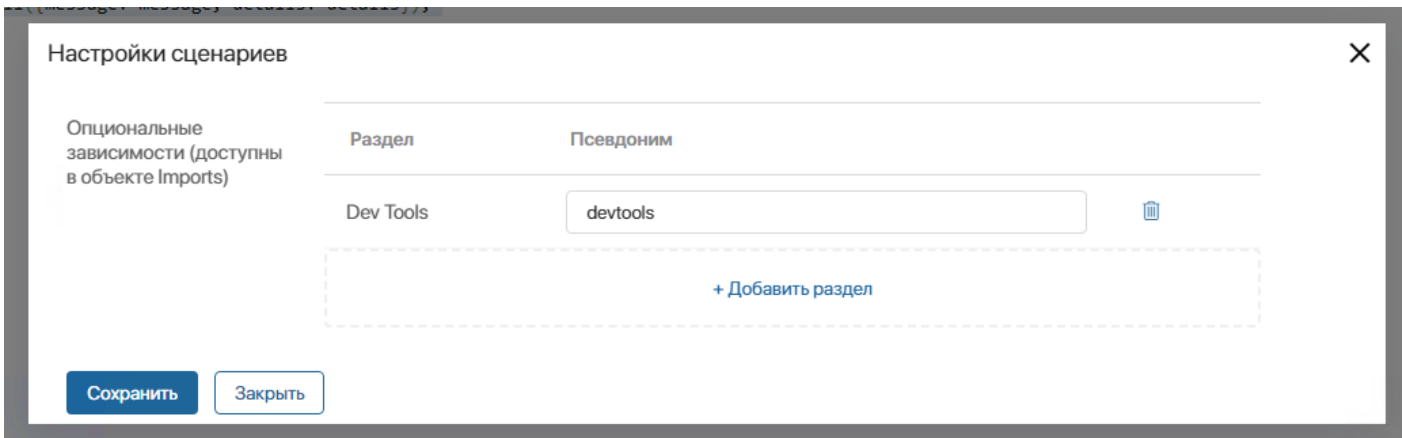 Настройки сценариев
Опциональные
зависимости (доступны
в объекте Imports)
Раздел Псевдоним
Dev Tools devtools
+ Добавить раздел
Сохранить Закрыть